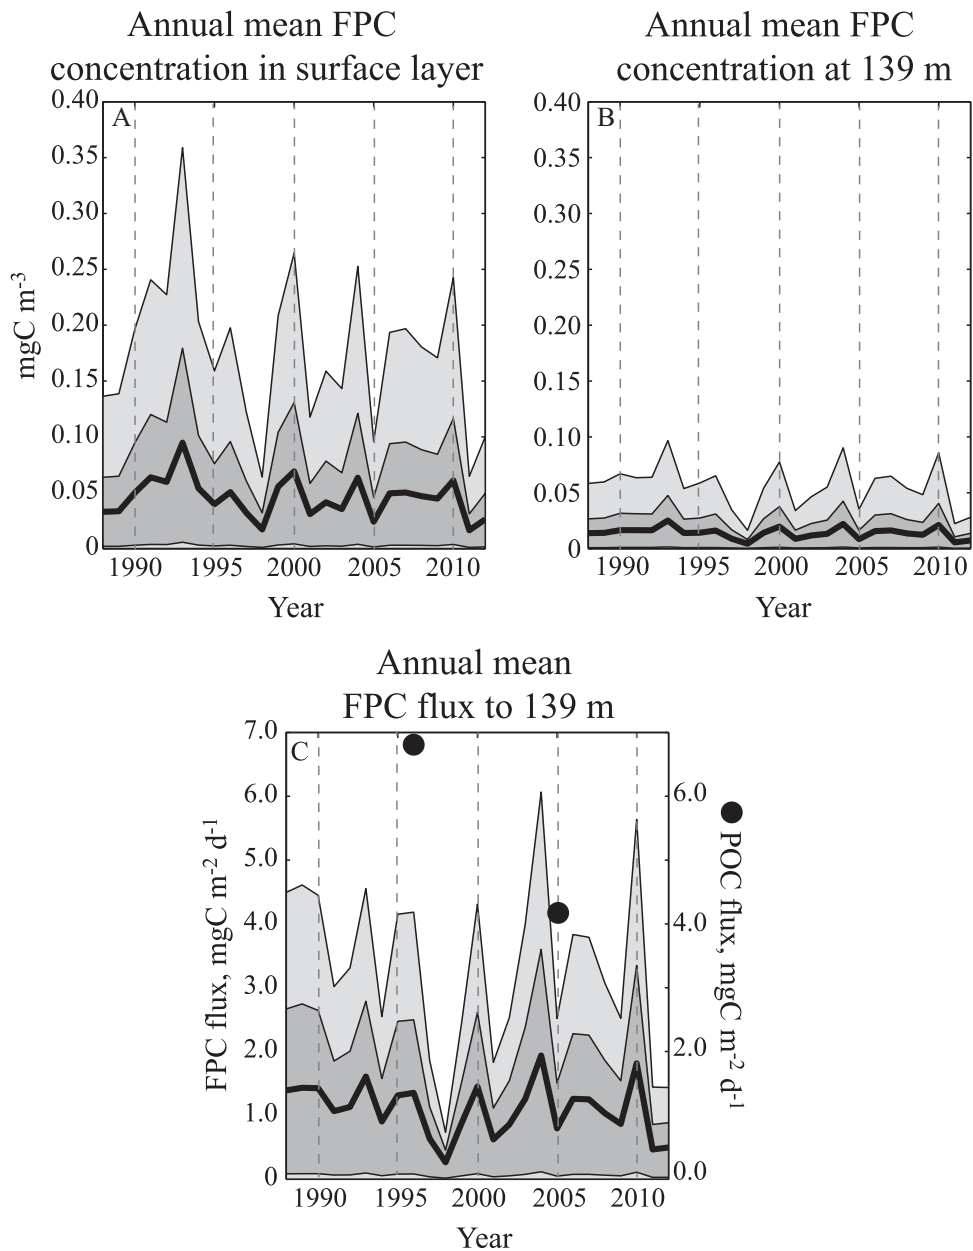 Annual mean FPC
concentration in surface layer
A
0.40
0.35
0.30
0.25
0.20
0.15
0.10
0.05
0
mgC m-3
1990 1995 2000 2005 2010
Year
Annual mean FPC
concentration at 139 m
B
0.40
0.35
0.30
0.25
0.20
0.15
0.10
0.05
0
1990 1995 2000 2005 2010
Year
Annual mean
FPC flux to 139 m
C
7.0
6.0
5.0
4.0
3.0
2.0
1.0
0
FPC flux, mgC m-2 d-1
6.0
4.0
2.0
0.0
POC flux, mgC m-2 d-1
1990 1995 2000 2005 2010
Year